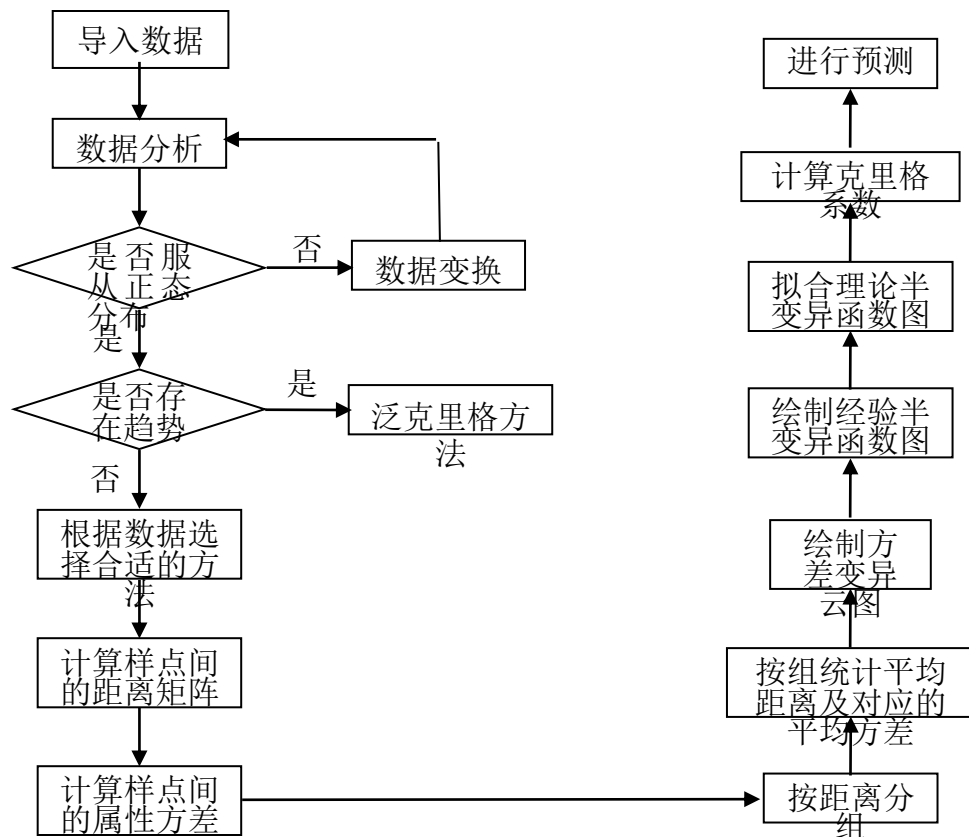 导入数据
数据分析
是否服
从正态
分布
否
数据变换
是
是否存
在趋势
是
泛克里格方
法
否
根据数据选
择合适的方
法
计算样点间
的距离矩阵
计算样点间
的属性方差
按距离分
组
按组统计平均
距离及对应的
平均方差
绘制方
差变异
云图
绘制经验半
变异函数图
拟合理论半
变异函数图
计算克里格
系数
进行预测